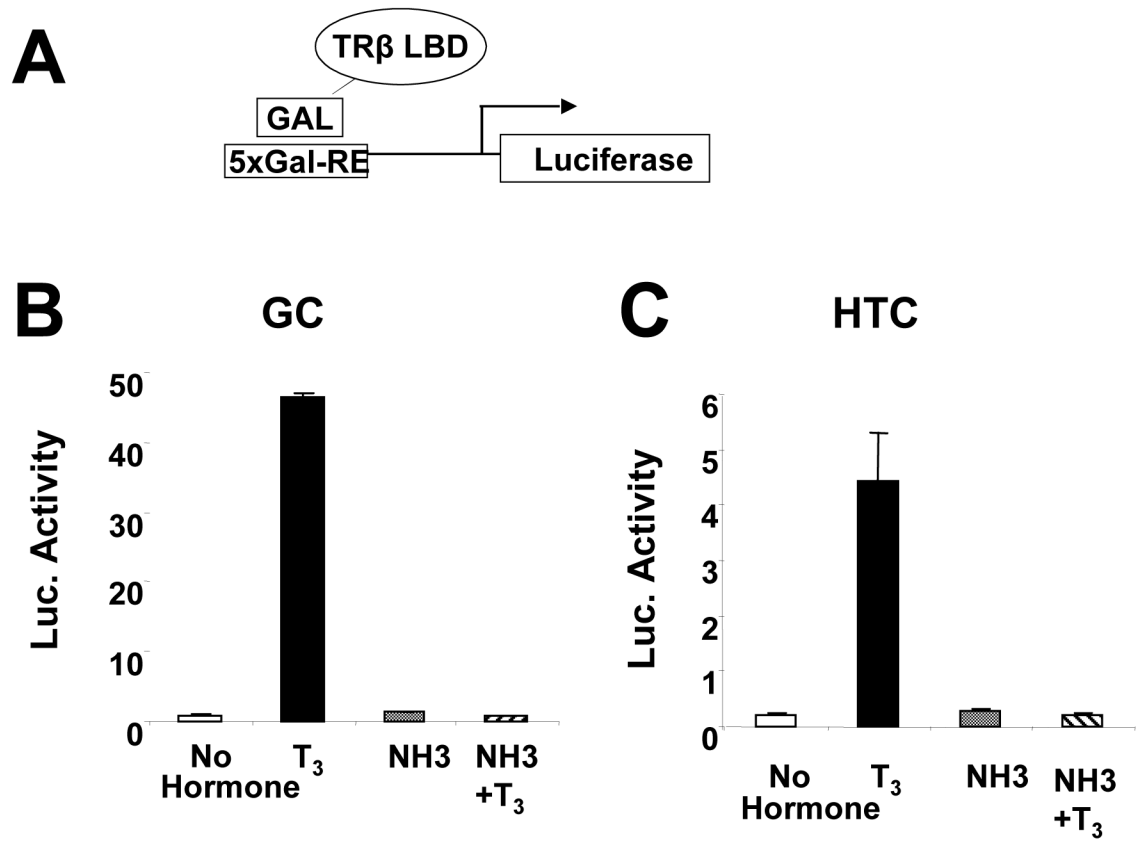 A
TRβ LBD
GAL
5xGal-RE
Luciferase
B
GC
Luc. Activity
50
40
30
20
10
0
No
Hormone
T3
NH3
NH3
+T3
C
HTC
Luc. Activity
6
5
4
3
2
1
0
No
Hormone
T3
NH3
NH3
+T3